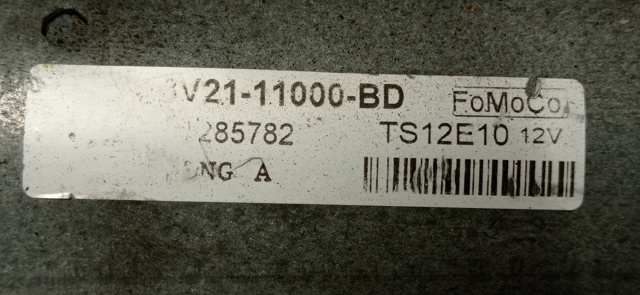 V21-11000-BD FoMoCo
285782 TS12E10 12V
NG A